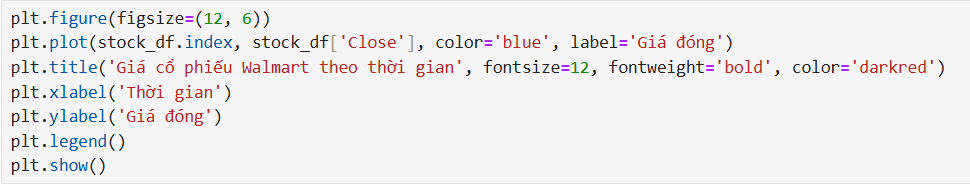 plt.figure(figsize=(12, 6))
plt.plot(stock_df.index, stock_df['Close'], color='blue', label='Giá đóng')
plt.title('Giá cổ phiếu Walmart theo thời gian', fontsize=12, fontweight='bold', color='darkred')
plt.xlabel('Thời gian')
plt.ylabel('Giá đóng')
plt.legend()
plt.show()